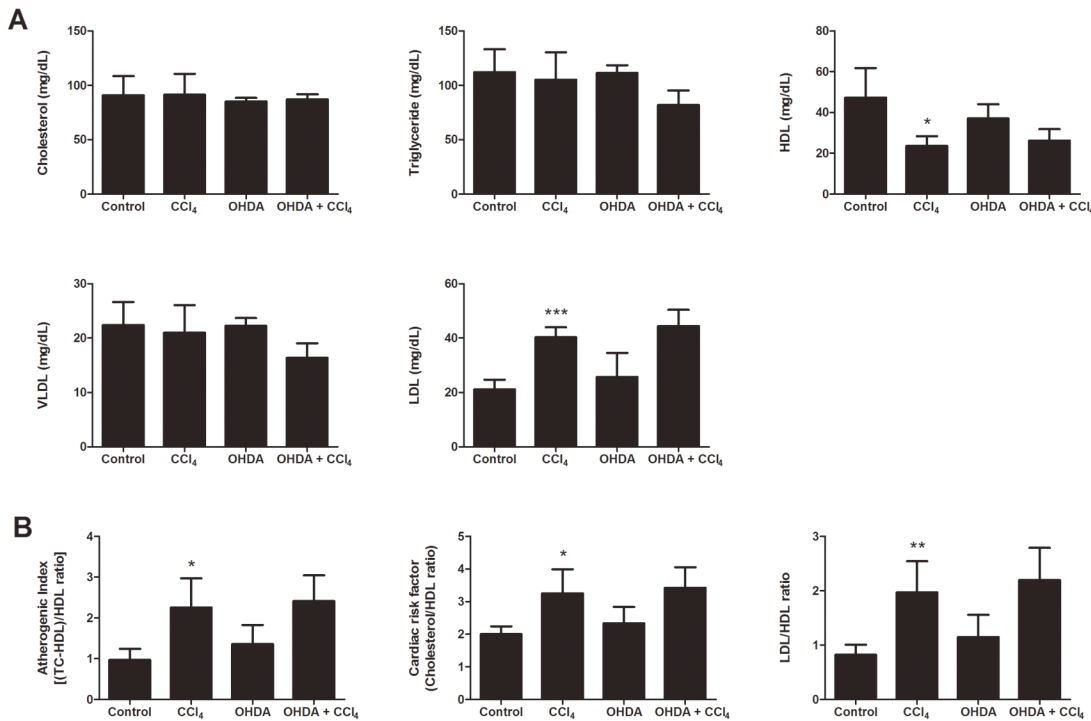 A
Cholesterol (mg/dL)
150
100
50
0
Control CCl₄ OHDA OHDA + CCl₄
Triglyceride (mg/dL)
150
100
50
0
Control CCl₄ OHDA OHDA + CCl₄
HDL (mg/dL)
80
60
40
20
0
*
Control CCl₄ OHDA OHDA + CCl₄
VLDL (mg/dL)
30
20
10
0
Control CCl₄ OHDA OHDA + CCl₄
LDL (mg/dL)
60
40
20
0
***
Control CCl₄ OHDA OHDA + CCl₄
B
Atherogenic Index
[(TC-HDL)/HDL ratio]
4
3
2
1
0
*
Control CCl₄ OHDA OHDA + CCl₄
Cardiac risk factor
(Cholesterol/HDL ratio)
5
4
3
2
1
0
*
Control CCl₄ OHDA OHDA + CCl₄
LDL/HDL ratio
3
2
1
0
**
Control CCl₄ OHDA OHDA + CCl₄